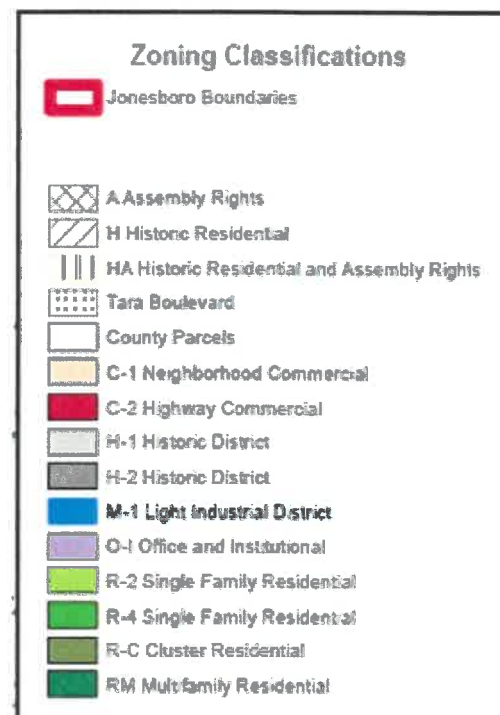 Zoning Classifications
Jonesboro Boundaries
A Assembly Rights
H Historic Residential
HA Historic Residential and Assembly Rights
Tara Boulevard
County Parcels
C-1 Neighborhood Commercial
C-2 Highway Commercial
H-1 Historic District
H-2 Historic District
M-1 Light Industrial District
O-I Office and Institutional
R-2 Single Family Residential
R-4 Single Family Residential
R-C Cluster Residential
RM Multifamily Residential